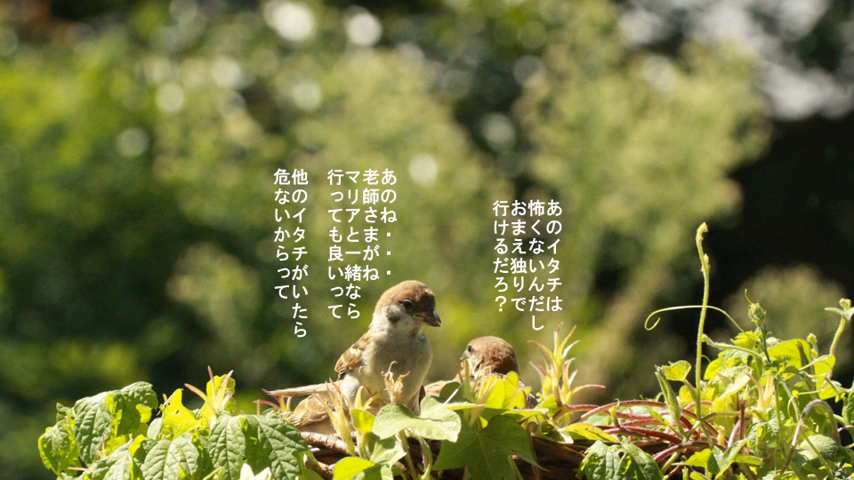 あのイタチは
怖くないんだし
おまえ独りで
行けるだろ？
あのね・・・
老師さまがね
マリアと一緒なら
行っても良いって
他のイタチがいたら
危ないからって